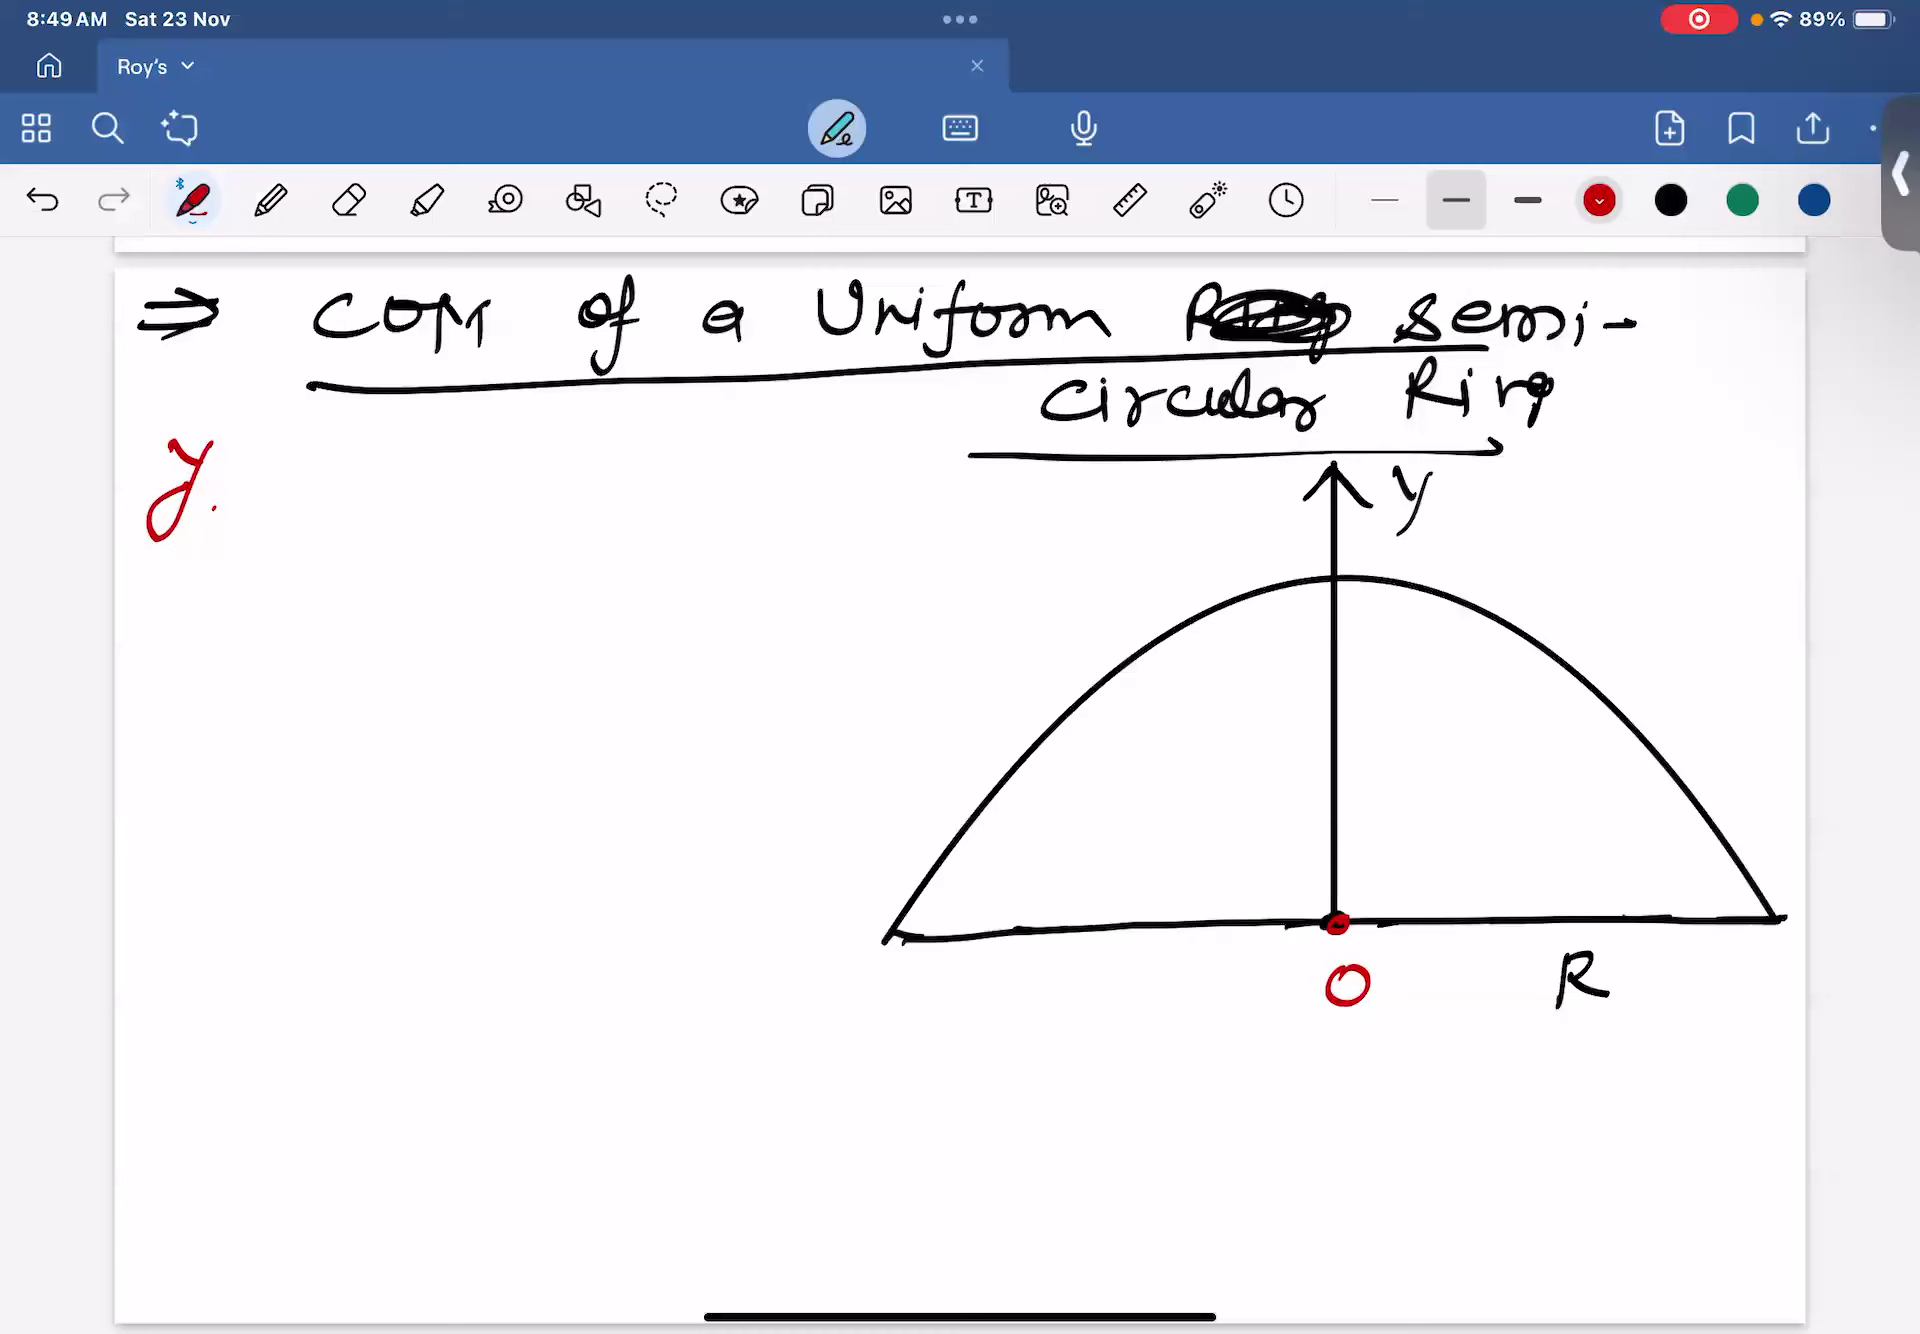 8:49 AM Sat 23 Nov
89%
Roy's
⇒ COM of a Uniform semi-
circular Ring
y.
Y
O
R